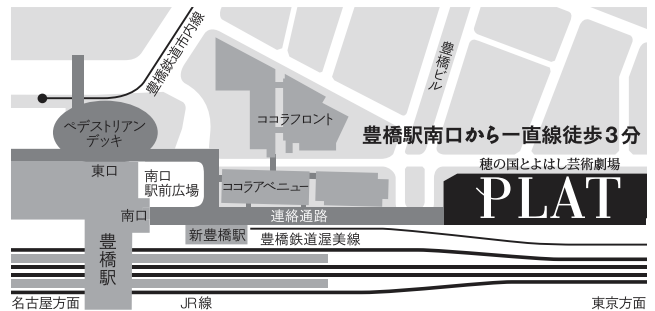 豊橋鉄道市内線
豊橋ビル
ペデストリアン
デッキ
ココラフロント
豊橋駅南口から一直線徒歩3分
穂の国とよはし芸術劇場
PLAT
東口
南口
駅前広場
ココラアベニュー
南口
連絡通路
新豊橋駅
豊橋鉄道渥美線
豊橋駅
名古屋方面
JR線
東京方面